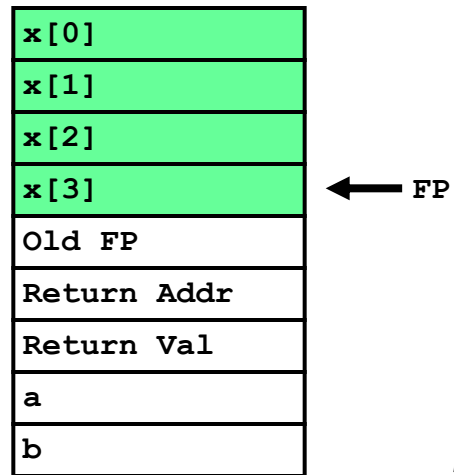 x[0]
x[1]
x[2]
x[3]
FP
Old FP
Return Addr
Return Val
a
b